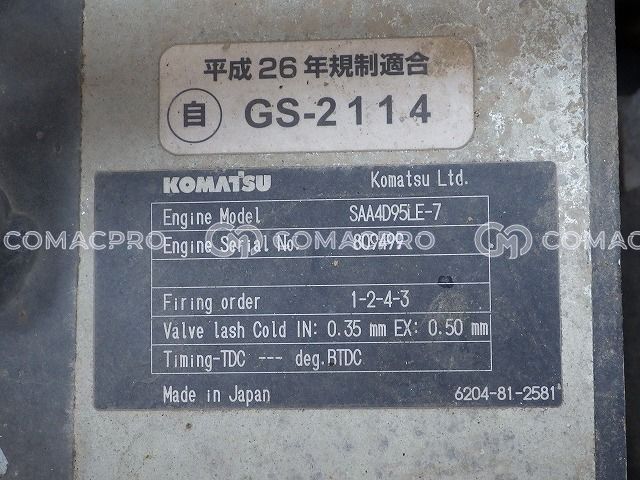 平成26年規制適合
自 GS-2114
KOMATSU Komatsu Ltd.
Engine Model SAA4D95LE-7
Engine Serial No. 809499
Firing order 1-2-4-3
Valve lash Cold IN: 0.35 mm EX: 0.50 mm
Timing-TDC --- deg.BTDC
Made in Japan 6204-81-2581
COMACPRO COMACPRO COMACPRO